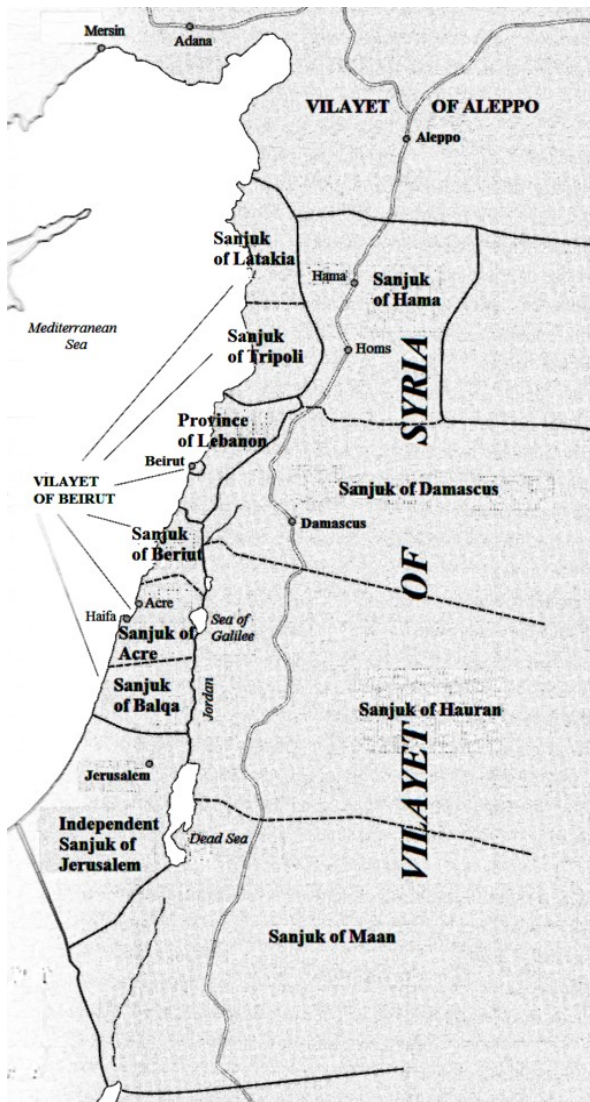 Mersin
Adana
VILAYET OF ALEPPO
Aleppo
Sanjuk
of Latakia
Hama
Sanjuk
of Hama
Mediterranean
Sea
Sanjuk
of Tripoli
Homs
Province
of Lebanon
Beirut
VILAYET
OF BEIRUT
Sanjuk of Damascus
Damascus
Sanjuk
of Beriut
Acre
Haifa
Sea of
Galilee
Sanjuk of
Acre
Sanjuk
of Balqa
Jordan
Sanjuk of Hauran
Jerusalem
Independent
Sanjuk of
Jerusalem
Dead Sea
Sanjuk of Maan
VILAYET OF SYRIA